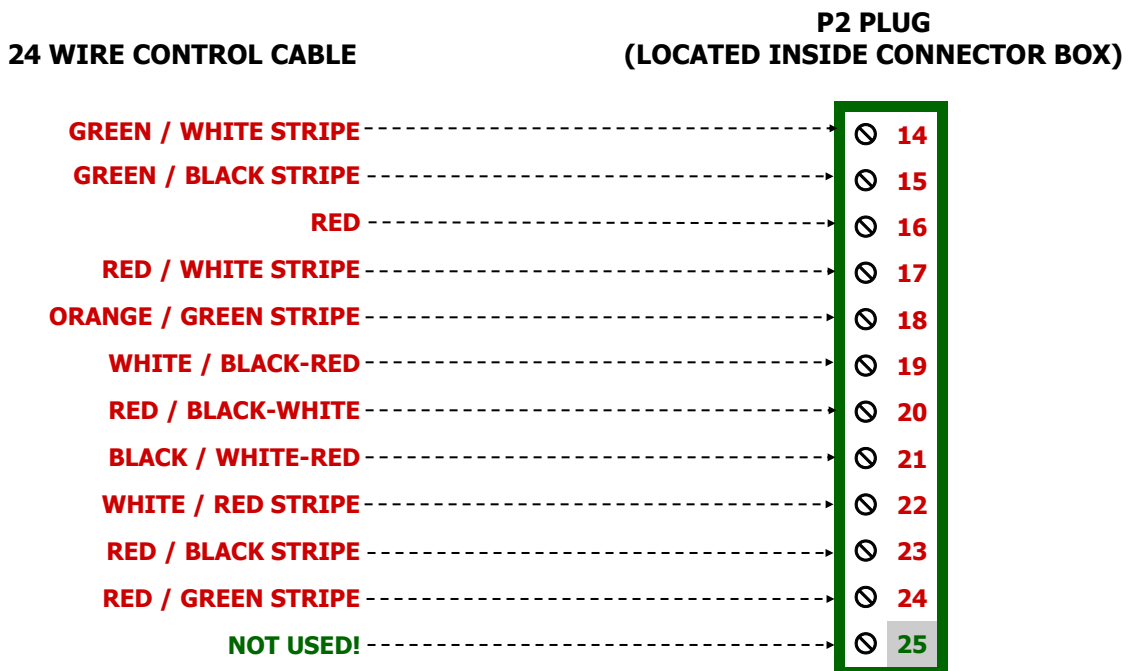 P2 PLUG
24 WIRE CONTROL CABLE (LOCATED INSIDE CONNECTOR BOX)
GREEN / WHITE STRIPE 14
GREEN / BLACK STRIPE 15
RED 16
RED / WHITE STRIPE 17
ORANGE / GREEN STRIPE 18
WHITE / BLACK-RED 19
RED / BLACK-WHITE 20
BLACK / WHITE-RED 21
WHITE / RED STRIPE 22
RED / BLACK STRIPE 23
RED / GREEN STRIPE 24
NOT USED! 25